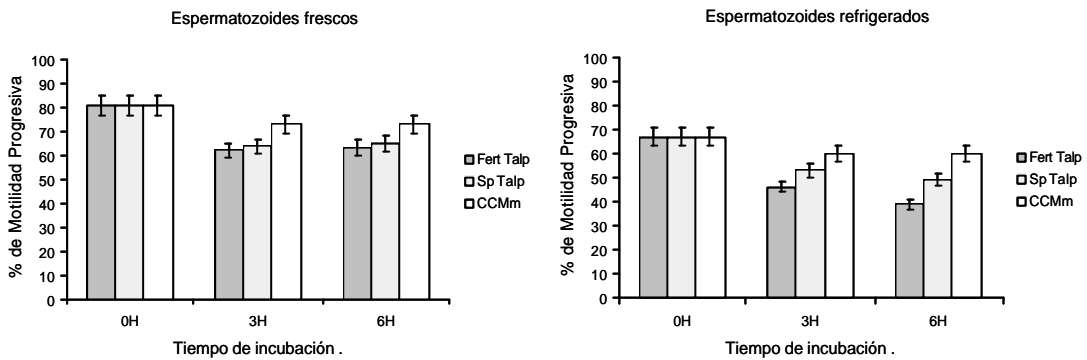 Espermatozoides frescos
% de Motilidad Progresiva
100
90
80
70
60
50
40
30
20
10
0
0H 3H 6H
Tiempo de incubación .
Fert Talp
Sp Talp
CCMm
Espermatozoides refrigerados
% de Motilidad Progresiva
100
90
80
70
60
50
40
30
20
10
0
0H 3H 6H
Tiempo de incubación .
Fert Talp
Sp Talp
CCMm